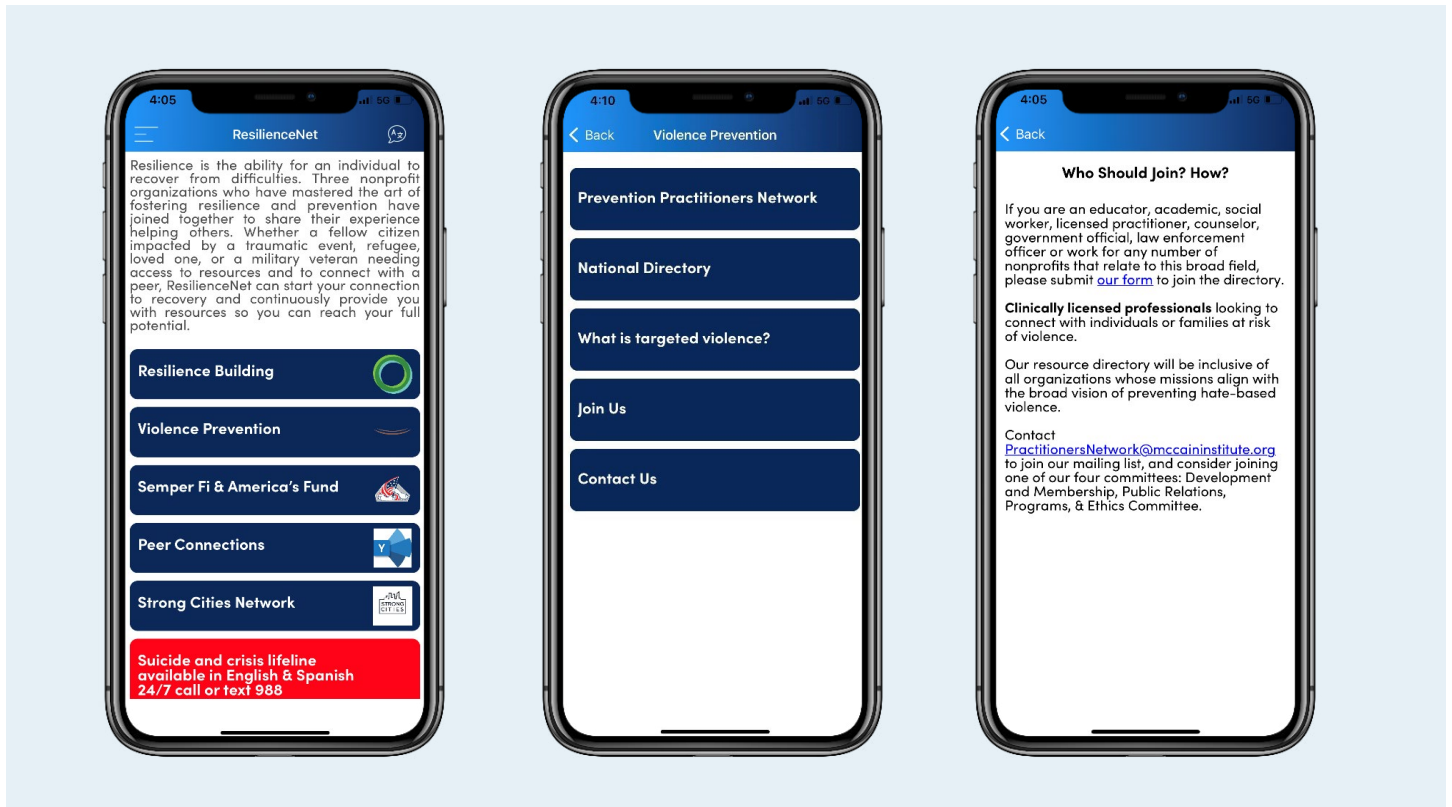 4:05
5G
ResilienceNet
Resilience is the ability for an individual to
recover from difficulties. Three nonprofit
organizations who have mastered the art of
fostering resilience and prevention have
joined together to share their experience
helping others. Whether a fellow citizen
impacted by a traumatic event, refugee,
loved one, or a military veteran needing
access to resources and to connect with a
peer, ResilienceNet can start your connection
to recovery and continuously provide you
with resources so you can reach your full
potential.
Resilience Building
Violence Prevention
Semper Fi & America's Fund
Peer Connections
Y
Strong Cities Network
STRONG
CITIES
Suicide and crisis lifeline
available in English & Spanish
24/7 call or text 988
4:10
5G
Back
Violence Prevention
Prevention Practitioners Network
National Directory
What is targeted violence?
Join Us
Contact Us
4:05
5G
Back
Who Should Join? How?
If you are an educator, academic, social
worker, licensed practitioner, counselor,
government official, law enforcement
officer or work for any number of
nonprofits that relate to this broad field,
please submit our form to join the directory.
Clinically licensed professionals looking to
connect with individuals or families at risk
of violence.
Our resource directory will be inclusive of
all organizations whose missions align with
the broad vision of preventing hate-based
violence.
Contact
PractitionersNetwork@mccaininstitute.org
to join our mailing list, and consider joining
one of our four committees: Development
and Membership, Public Relations,
Programs, & Ethics Committee.